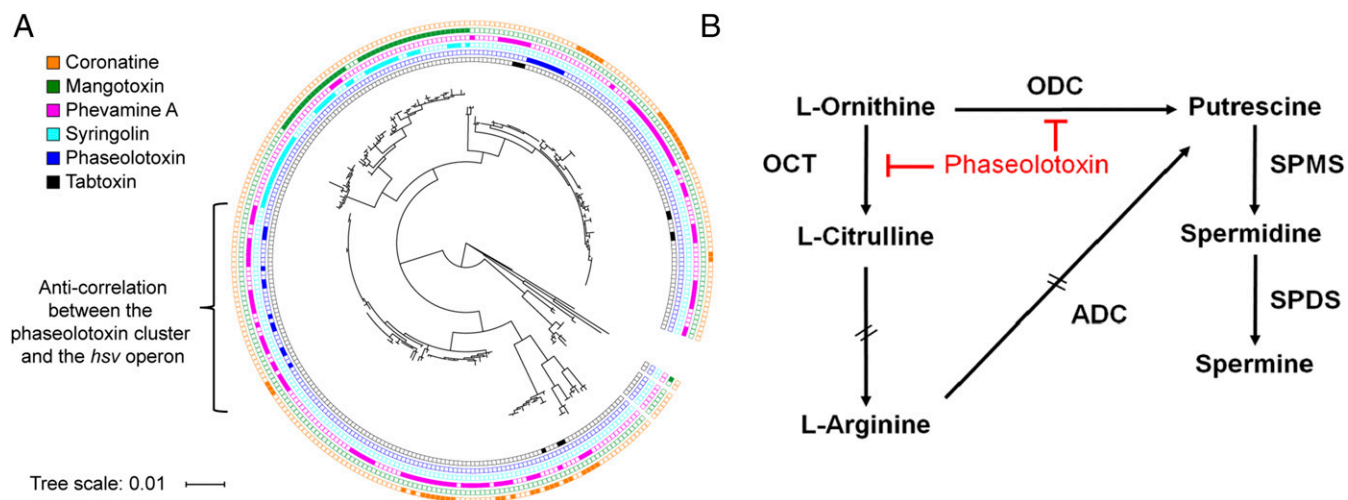 A
Coronatine
Mangotoxin
Phevamine A
Syringolin
Phaseolotoxin
Tabtoxin
Anti-correlation
between the
phaseolotoxin cluster
and the hsv operon
Tree scale: 0.01
B
ODC
L-Ornithine
Putrescine
OCT
Phaseolotoxin
SPMS
L-Citrulline
Spermidine
ADC
SPDS
Spermine
L-Arginine